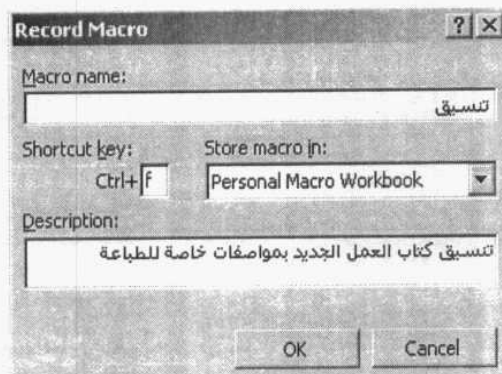 Record Macro
Macro name:
تنسيق
Shortcut key:
Store macro in:
Ctrl+ f
Personal Macro Workbook
Description:
تنسيق كتاب العمل الجديد بمواصفات خاصة للطباعة
OK
Cancel